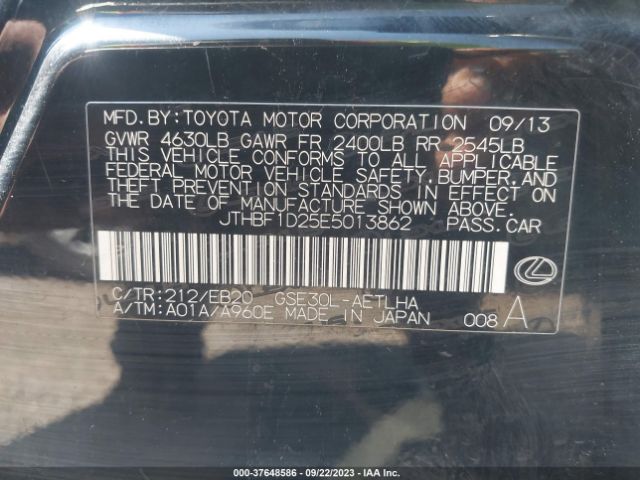 MFD. BY: TOYOTA MOTOR CORPORATION 09/13
GVWR 4630LB GAWR FR 2400LB RR 2545LB
THIS VEHICLE CONFORMS TO ALL APPLICABLE
FEDERAL MOTOR VEHICLE SAFETY, BUMPER, AND
THEFT PREVENTION STANDARDS IN EFFECT ON
THE DATE OF MANUFACTURE SHOWN ABOVE.
JTHBF1D25E5013862 PASS. CAR
C/TR: 212/EB20 GSE30L-AETLHA
A/TM: A01A/A960E MADE IN JAPAN 008 A
000-37648586 - 09/22/2023 - IAA